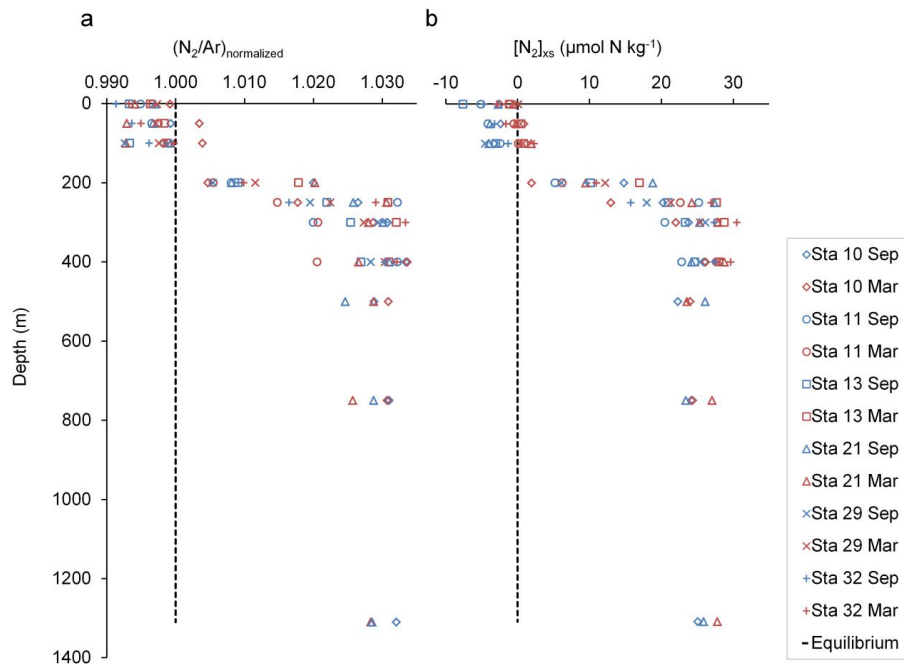 a
b
(N₂/Ar)normalized
[N₂]xs (μmol N kg⁻¹)
0.990 1.000 1.010 1.020 1.030
-10 0 10 20 30
0
200
400
600
800
1000
1200
1400
Depth (m)
Sta 10 Sep
Sta 10 Mar
Sta 11 Sep
Sta 11 Mar
Sta 13 Sep
Sta 13 Mar
Sta 21 Sep
Sta 21 Mar
Sta 29 Sep
Sta 29 Mar
Sta 32 Sep
Sta 32 Mar
Equilibrium